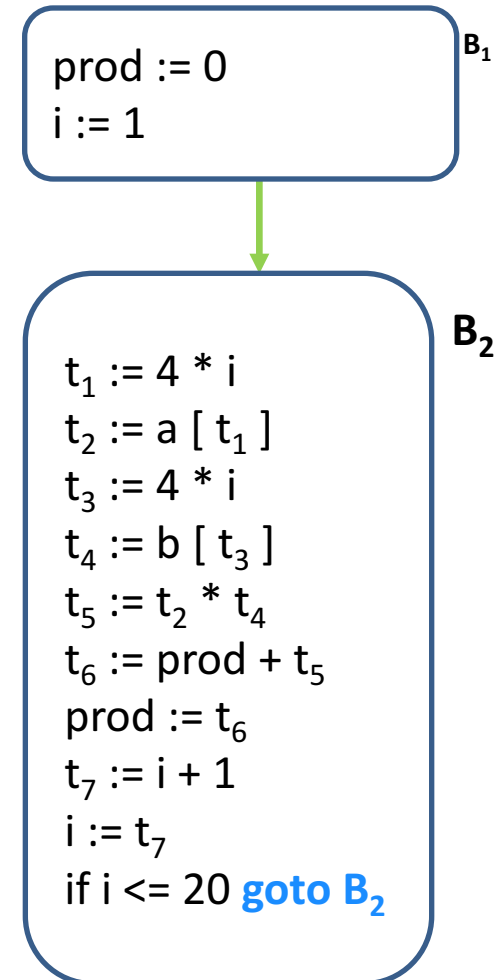 prod := 0
i := 1
B₁
B₂
t₁ := 4 * i
t₂ := a [ t₁ ]
t₃ := 4 * i
t₄ := b [ t₃ ]
t₅ := t₂ * t₄
t₆ := prod + t₅
prod := t₆
t₇ := i + 1
i := t₇
if i <= 20 goto B₂